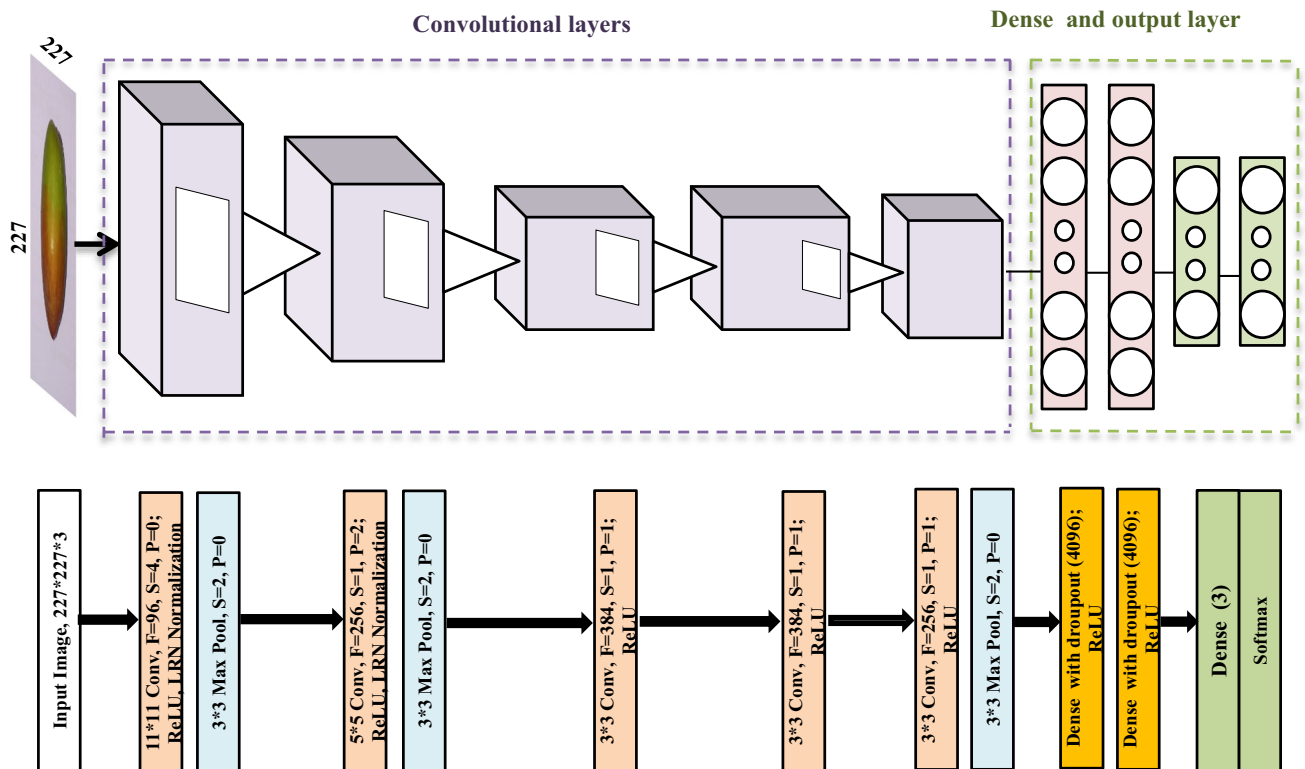 Convolutional layers
Dense and output layer
227
227
Input Image, 227*227*3
11*11 Conv, F=96, S=4, P=0;
ReLU, LRN Normalization
3*3 Max Pool, S=2, P=0
5*5 Conv, F=256, S=1, P=2;
ReLU, LRN Normalization
3*3 Max Pool, S=2, P=0
3*3 Conv, F=384, S=1, P=1;
ReLU
3*3 Conv, F=384, S=1, P=1;
ReLU
3*3 Conv, F=256, S=1, P=1;
ReLU
3*3 Max Pool, S=2, P=0
Dense with droupout (4096);
ReLU
Dense with droupout (4096);
ReLU
Dense (3)
Softmax